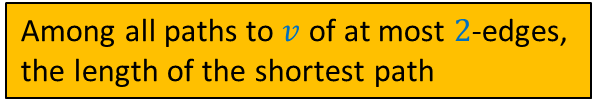 Among all paths to v of at most 2-edges,
the length of the shortest path